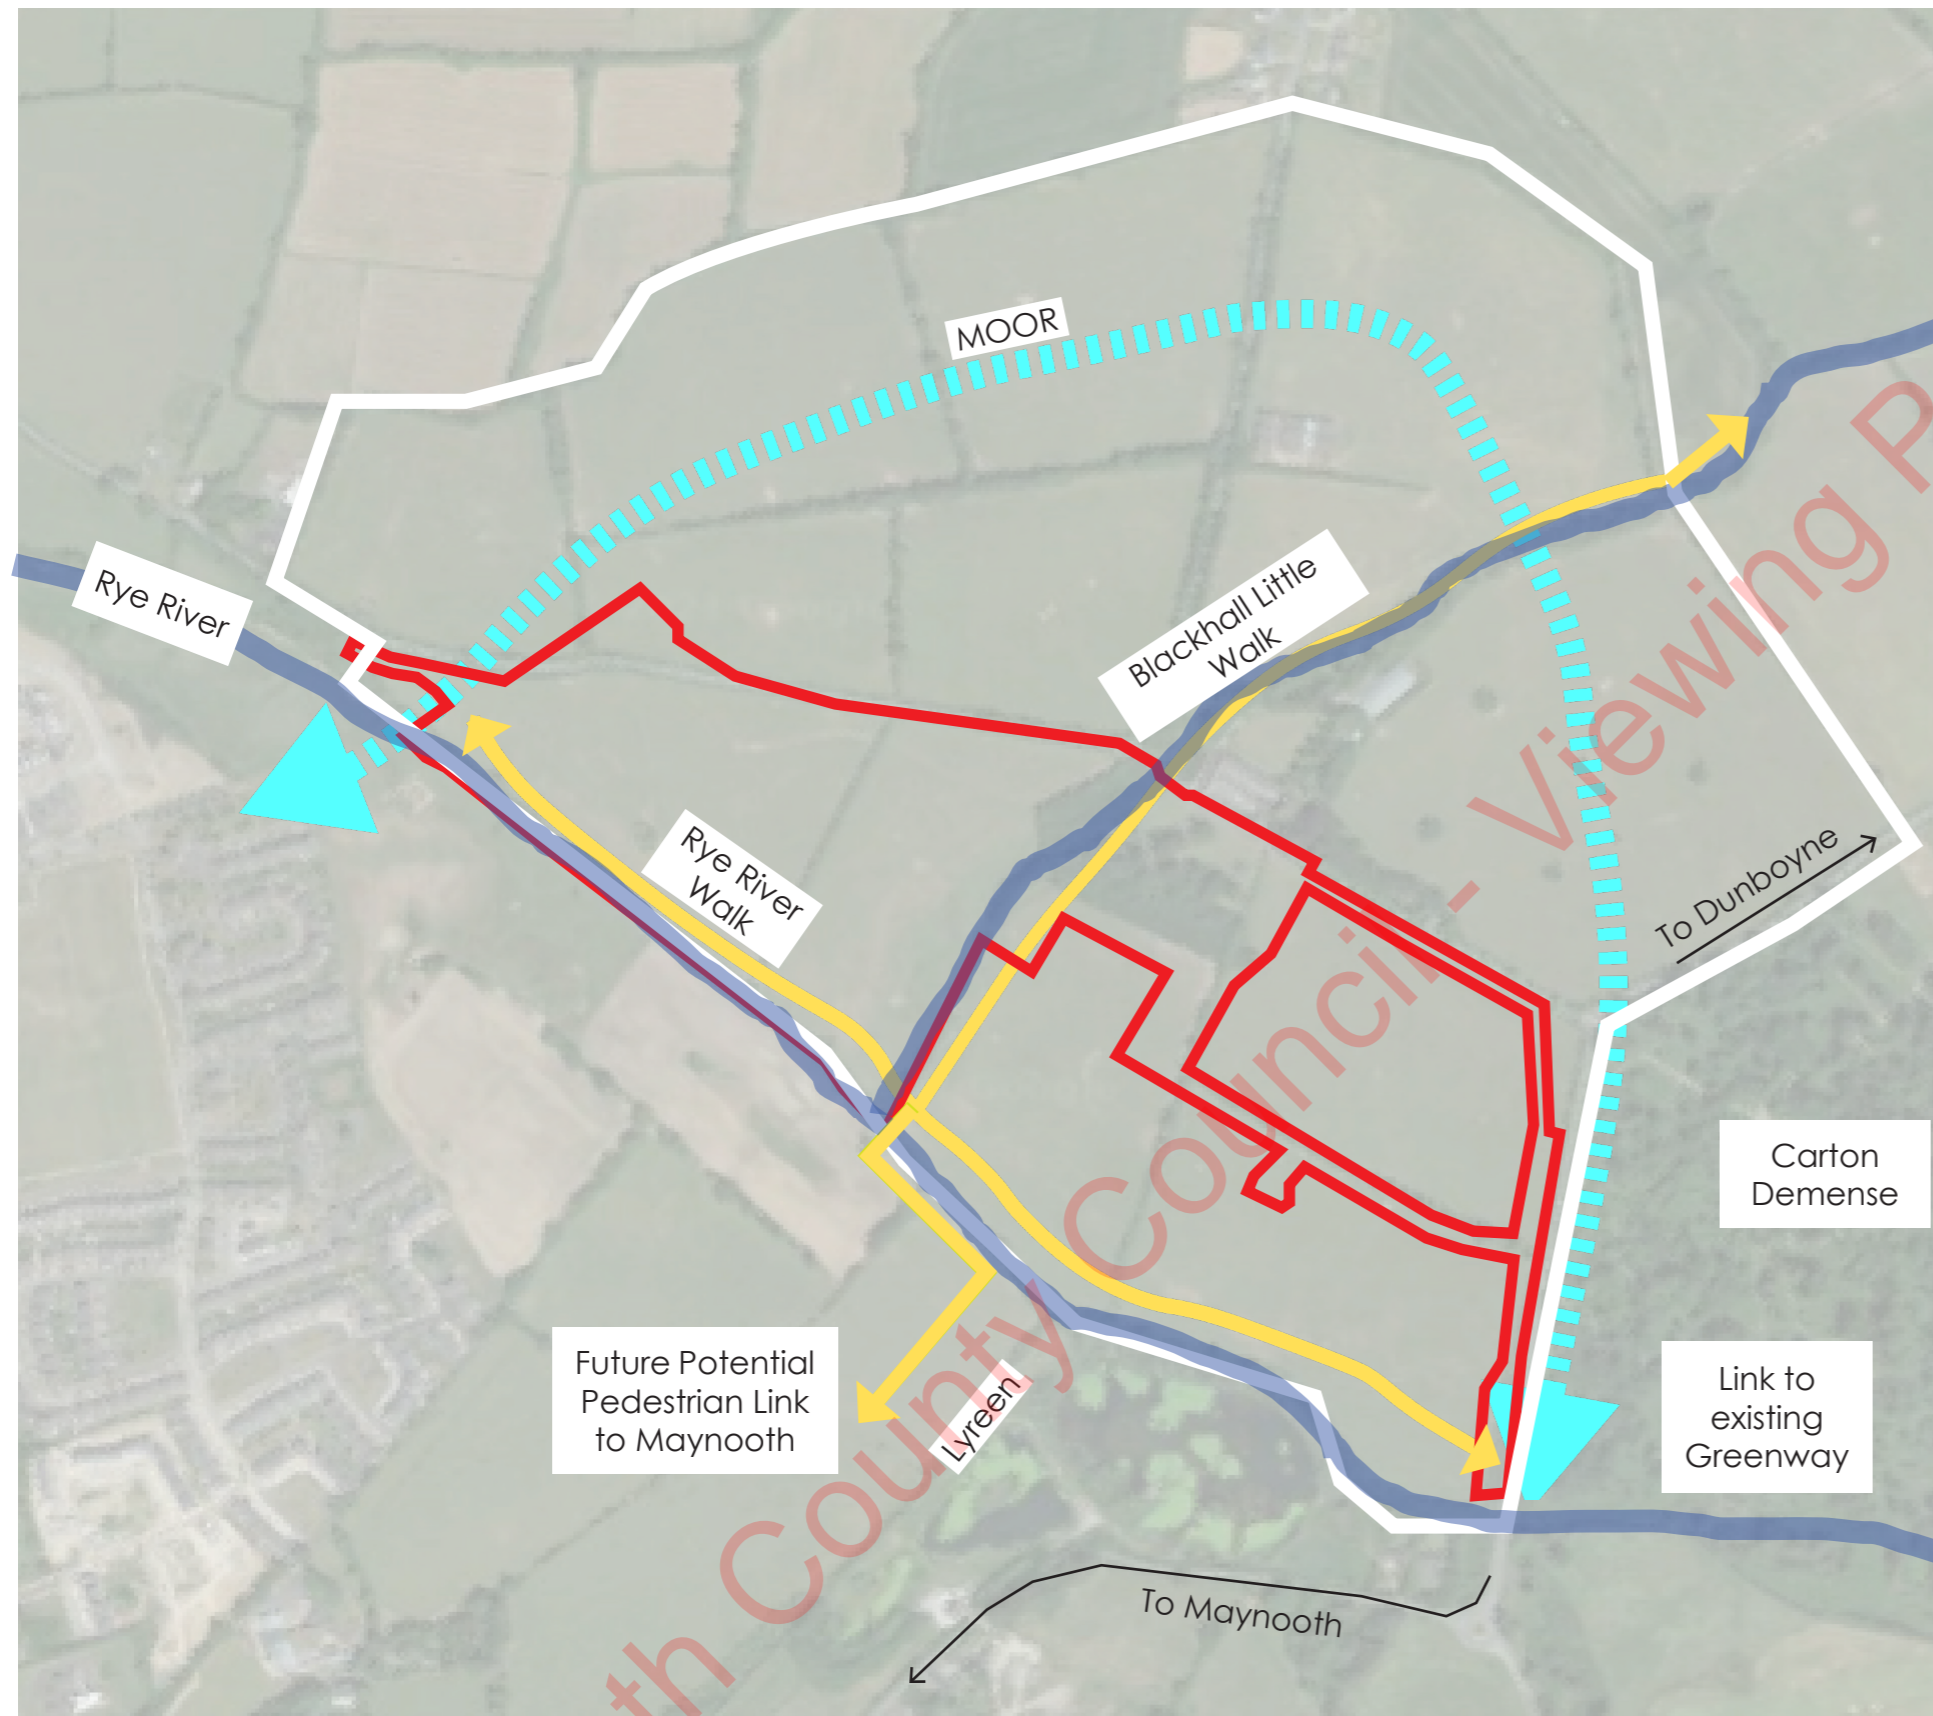 MOOR
Rye River
Blackhall Little
Walk
Rye River
Walk
To Dunboyne
Carton
Demense
Future Potential
Pedestrian Link
to Maynooth
Lyreen
Link to
existing
Greenway
To Maynooth
th County Council - Viewing P